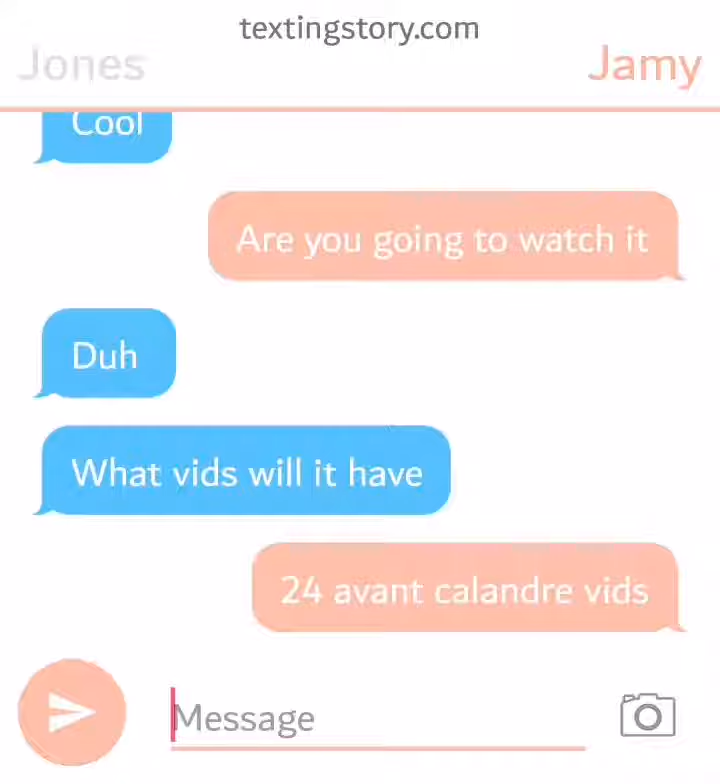 textingstory.com
Jones
Jamy
Cool
Are you going to watch it
Duh
What vids will it have
24 avant calandre vids
Message